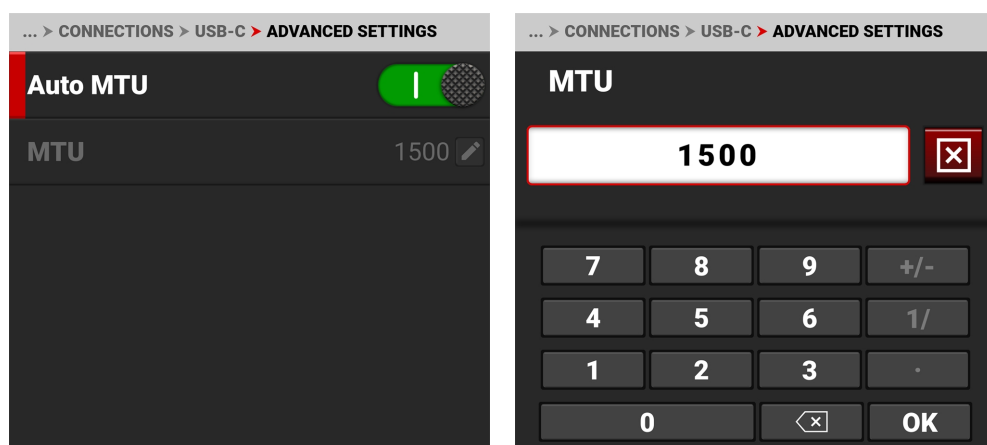 ... > CONNECTIONS > USB-C > ADVANCED SETTINGS
Auto MTU
MTU 1500
... > CONNECTIONS > USB-C > ADVANCED SETTINGS
MTU
1500
7 8 9 +/-
4 5 6 1/
1 2 3 .
0 OK